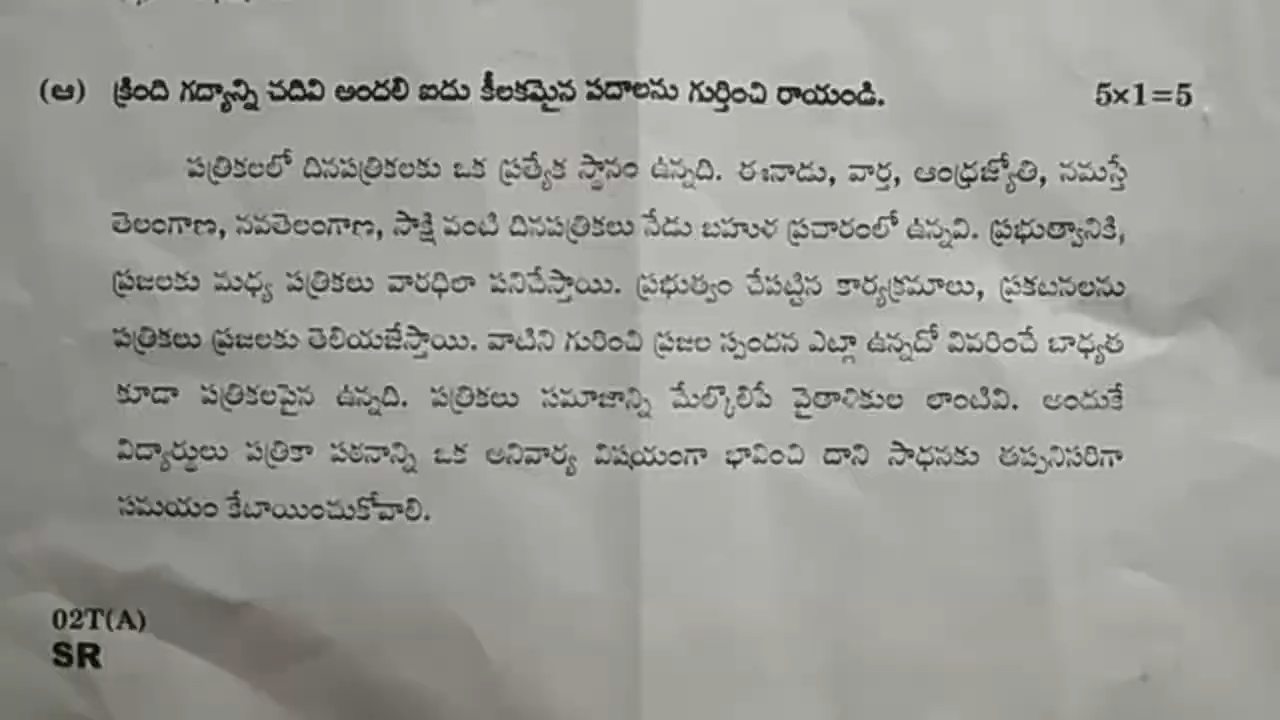 (ఆ) క్రింది గద్యాన్ని చదివి అందలి ఐదు కీలకమైన పదాలను గుర్తించి రాయండి. 5×1=5
పత్రికలలో దినపత్రికలకు ఒక ప్రత్యేక స్థానం ఉన్నది. ఈనాడు, వార్త, ఆంధ్రజ్యోతి, నమస్తే
తెలంగాణ, నవతెలంగాణ, సాక్షి వంటి దినపత్రికలు నేడు బహుళ ప్రచారంలో ఉన్నవి. ప్రభుత్వానికి,
ప్రజలకు మధ్య పత్రికలు వారధిలా పనిచేస్తాయి. ప్రభుత్వం చేపట్టిన కార్యక్రమాలు, ప్రకటనలను
పత్రికలు ప్రజలకు తెలియజేస్తాయి. వాటిని గురించి ప్రజల స్పందన ఎట్లా ఉన్నదో వివరించే బాధ్యత
కూడా పత్రికలపైన ఉన్నది. పత్రికలు సమాజాన్ని మేల్కొలిపే వైతాళికుల లాంటివి. అందుకే
విద్యార్థులు పత్రికా పఠనాన్ని ఒక అనివార్య విషయంగా భావించి దాని సాధనకు తప్పనిసరిగా
సమయం కేటాయించుకోవాలి.
02T(A)
SR